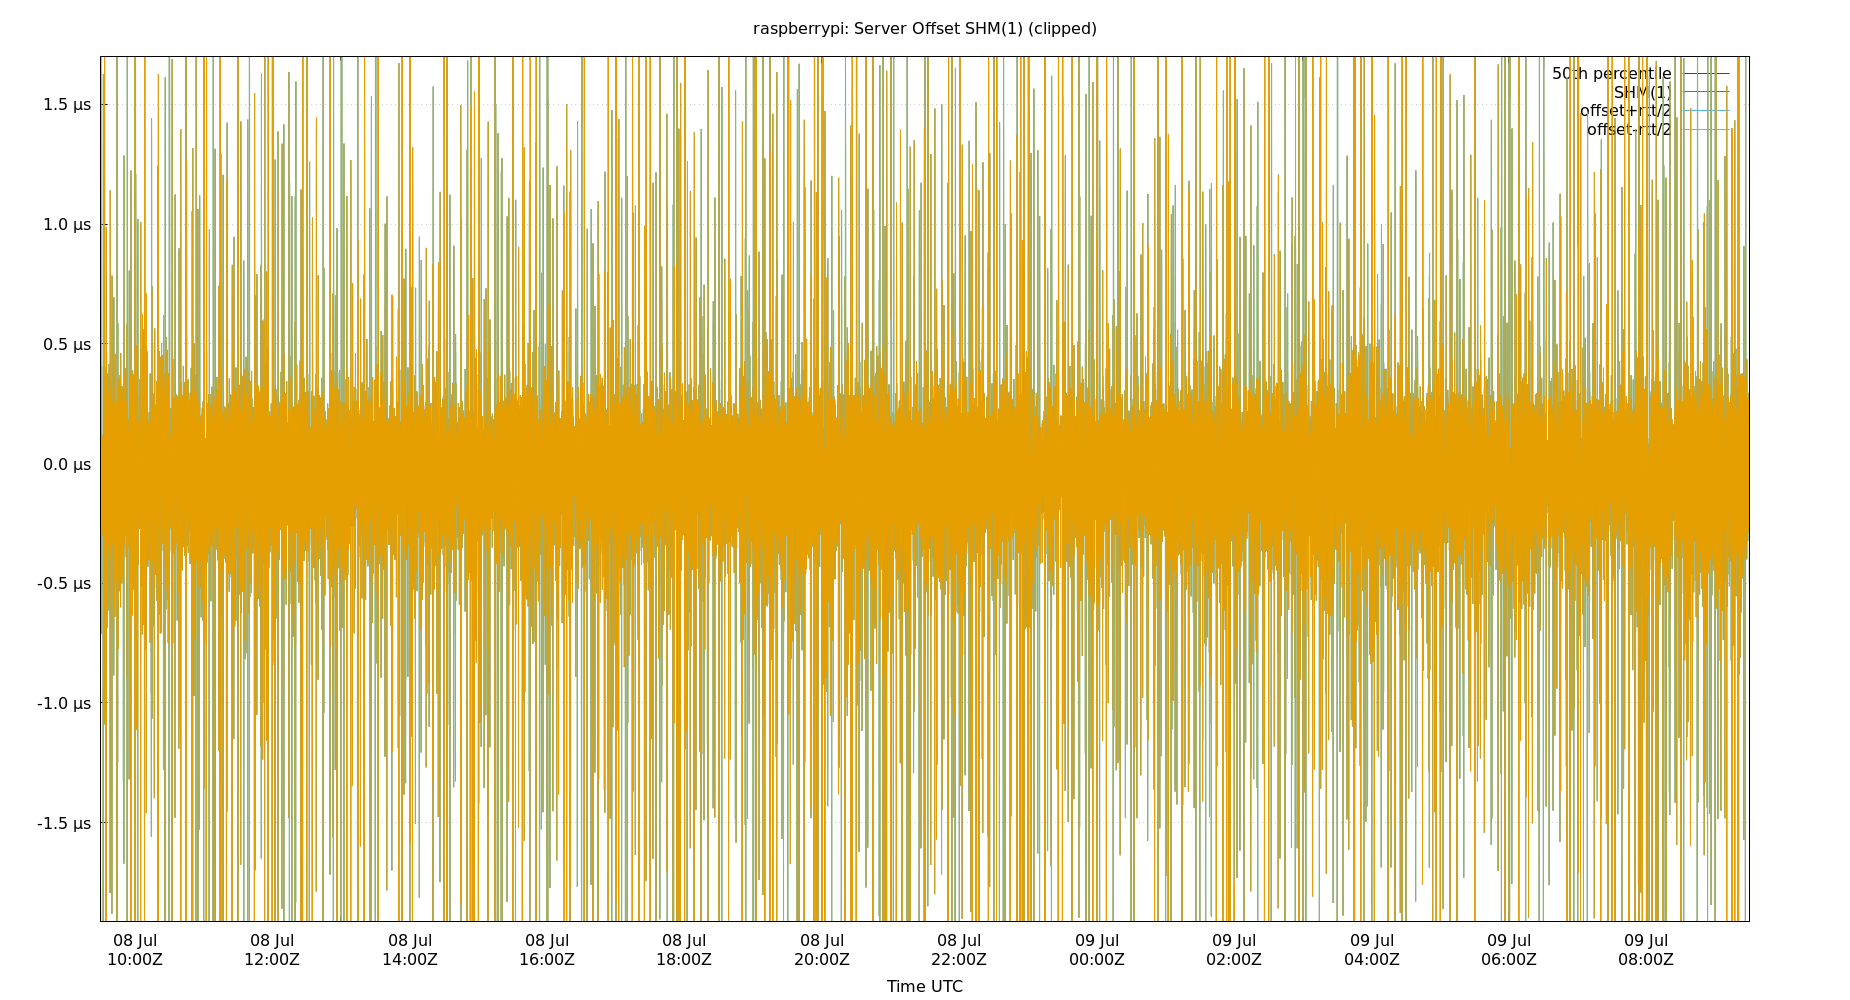 raspberrypi: Server Offset SHM(1) (clipped)
50th percentile
SHM(1)
offset+rtt/2
offset-rtt/2
1.5 µs
1.0 µs
0.5 µs
0.0 µs
-0.5 µs
-1.0 µs
-1.5 µs
08 Jul 08 Jul 08 Jul 08 Jul 08 Jul 08 Jul 08 Jul 09 Jul 09 Jul 09 Jul 09 Jul 09 Jul
10:00Z 12:00Z 14:00Z 16:00Z 18:00Z 20:00Z 22:00Z 00:00Z 02:00Z 04:00Z 06:00Z 08:00Z
Time UTC